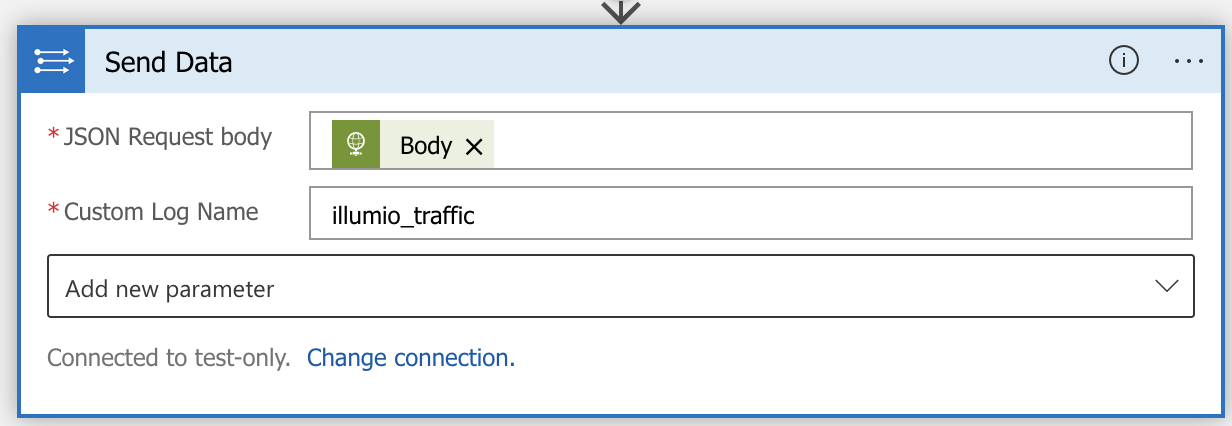 Send Data
* JSON Request body
Body
* Custom Log Name
illumio_traffic
Add new parameter
Connected to test-only. Change connection.